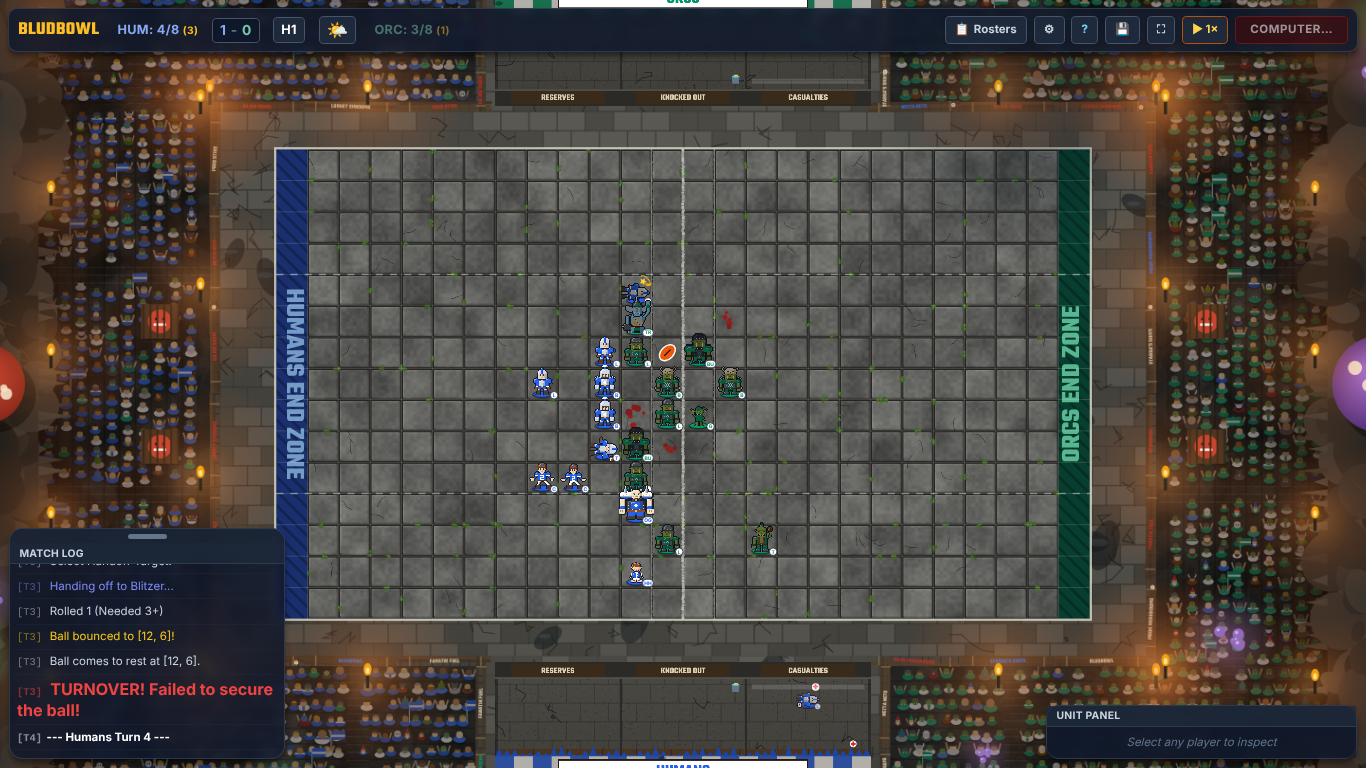 BLUDBOWL
HUM: 4/8 (3)
1 - 0
H1
ORC: 3/8 (1)
Rosters
?
1×
COMPUTER...
RESERVES
KNOCKED OUT
CASUALTIES
HUMANS END ZONE
ORCS END ZONE
MATCH LOG
[T3] Handing off to Blitzer...
[T3] Rolled 1 (Needed 3+)
[T3] Ball bounced to [12, 6]!
[T3] Ball comes to rest at [12, 6].
[T3] TURNOVER! Failed to secure
the ball!
[T4] --- Humans Turn 4 ---
RESERVES
KNOCKED OUT
CASUALTIES
UNIT PANEL
Select any player to inspect